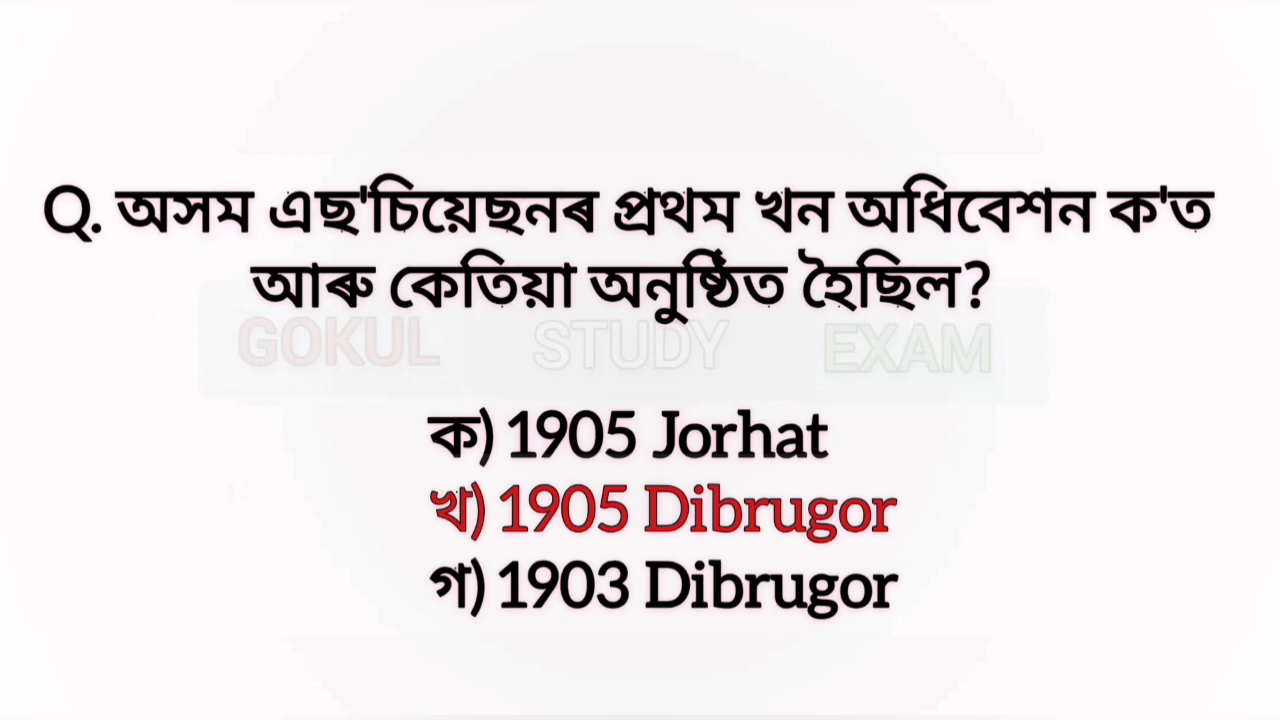 Q. অসম এছ'চিয়েছনৰ প্ৰথম খন অধিবেশন ক'ত
আৰু কেতিয়া অনুষ্ঠিত হৈছিল?
GOKUL STUDY EXAM
ক) 1905 Jorhat
খ) 1905 Dibrugor
গ) 1903 Dibrugor